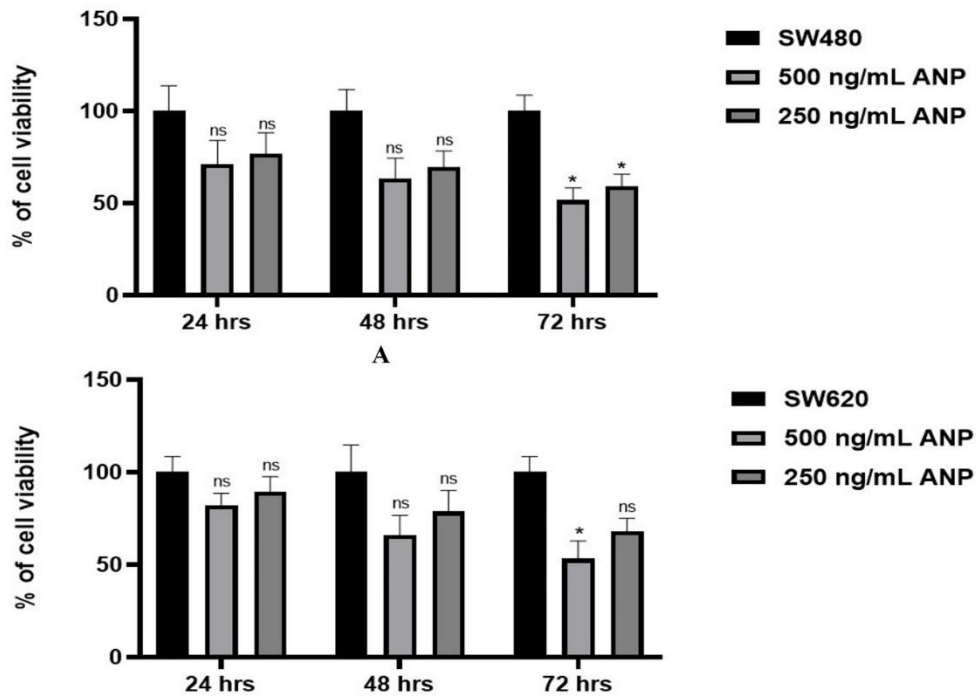 % of cell viability
150
100
50
0
ns
ns
ns
ns
*
*
24 hrs
48 hrs
72 hrs
SW480
500 ng/mL ANP
250 ng/mL ANP
A
% of cell viability
150
100
50
0
ns
ns
ns
ns
*
ns
24 hrs
48 hrs
72 hrs
SW620
500 ng/mL ANP
250 ng/mL ANP